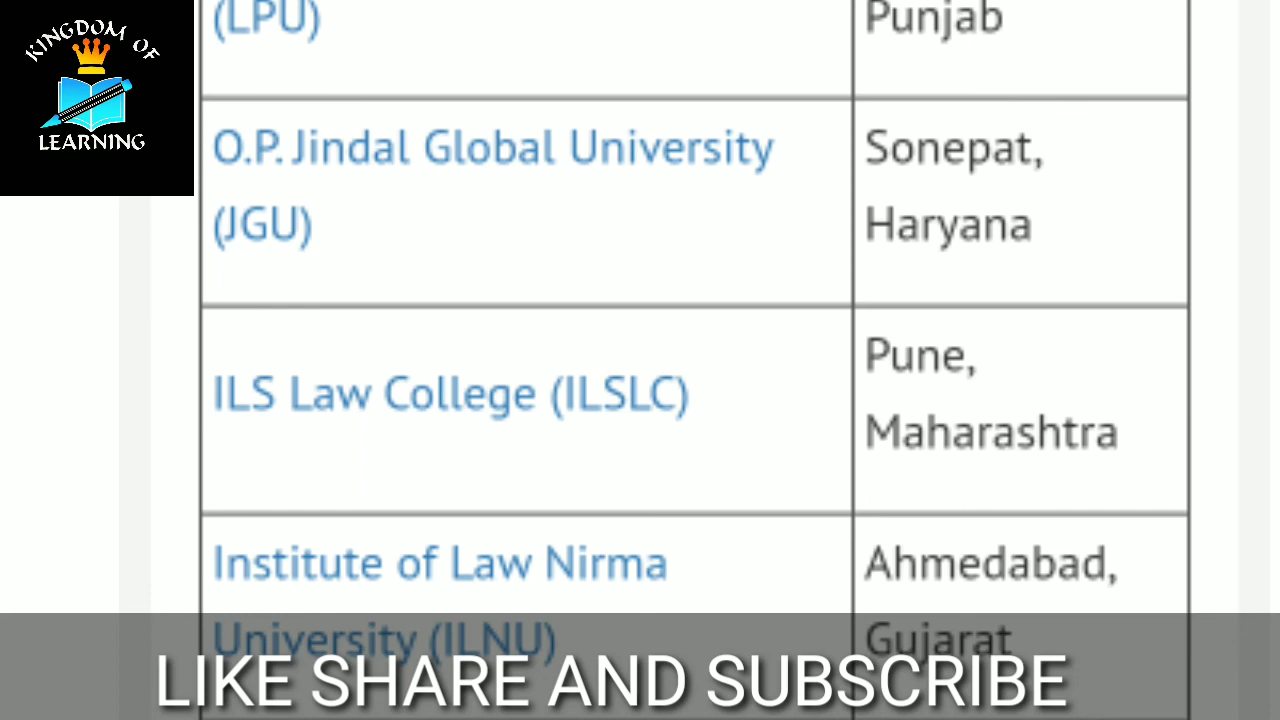 KINGDOM OF
LEARNING
(LPU)
Punjab
O.P. Jindal Global University
(JGU)
Sonepat,
Haryana
ILS Law College (ILSLC)
Pune,
Maharashtra
Institute of Law Nirma
University (ILNU)
Ahmedabad,
Gujarat
LIKE SHARE AND SUBSCRIBE